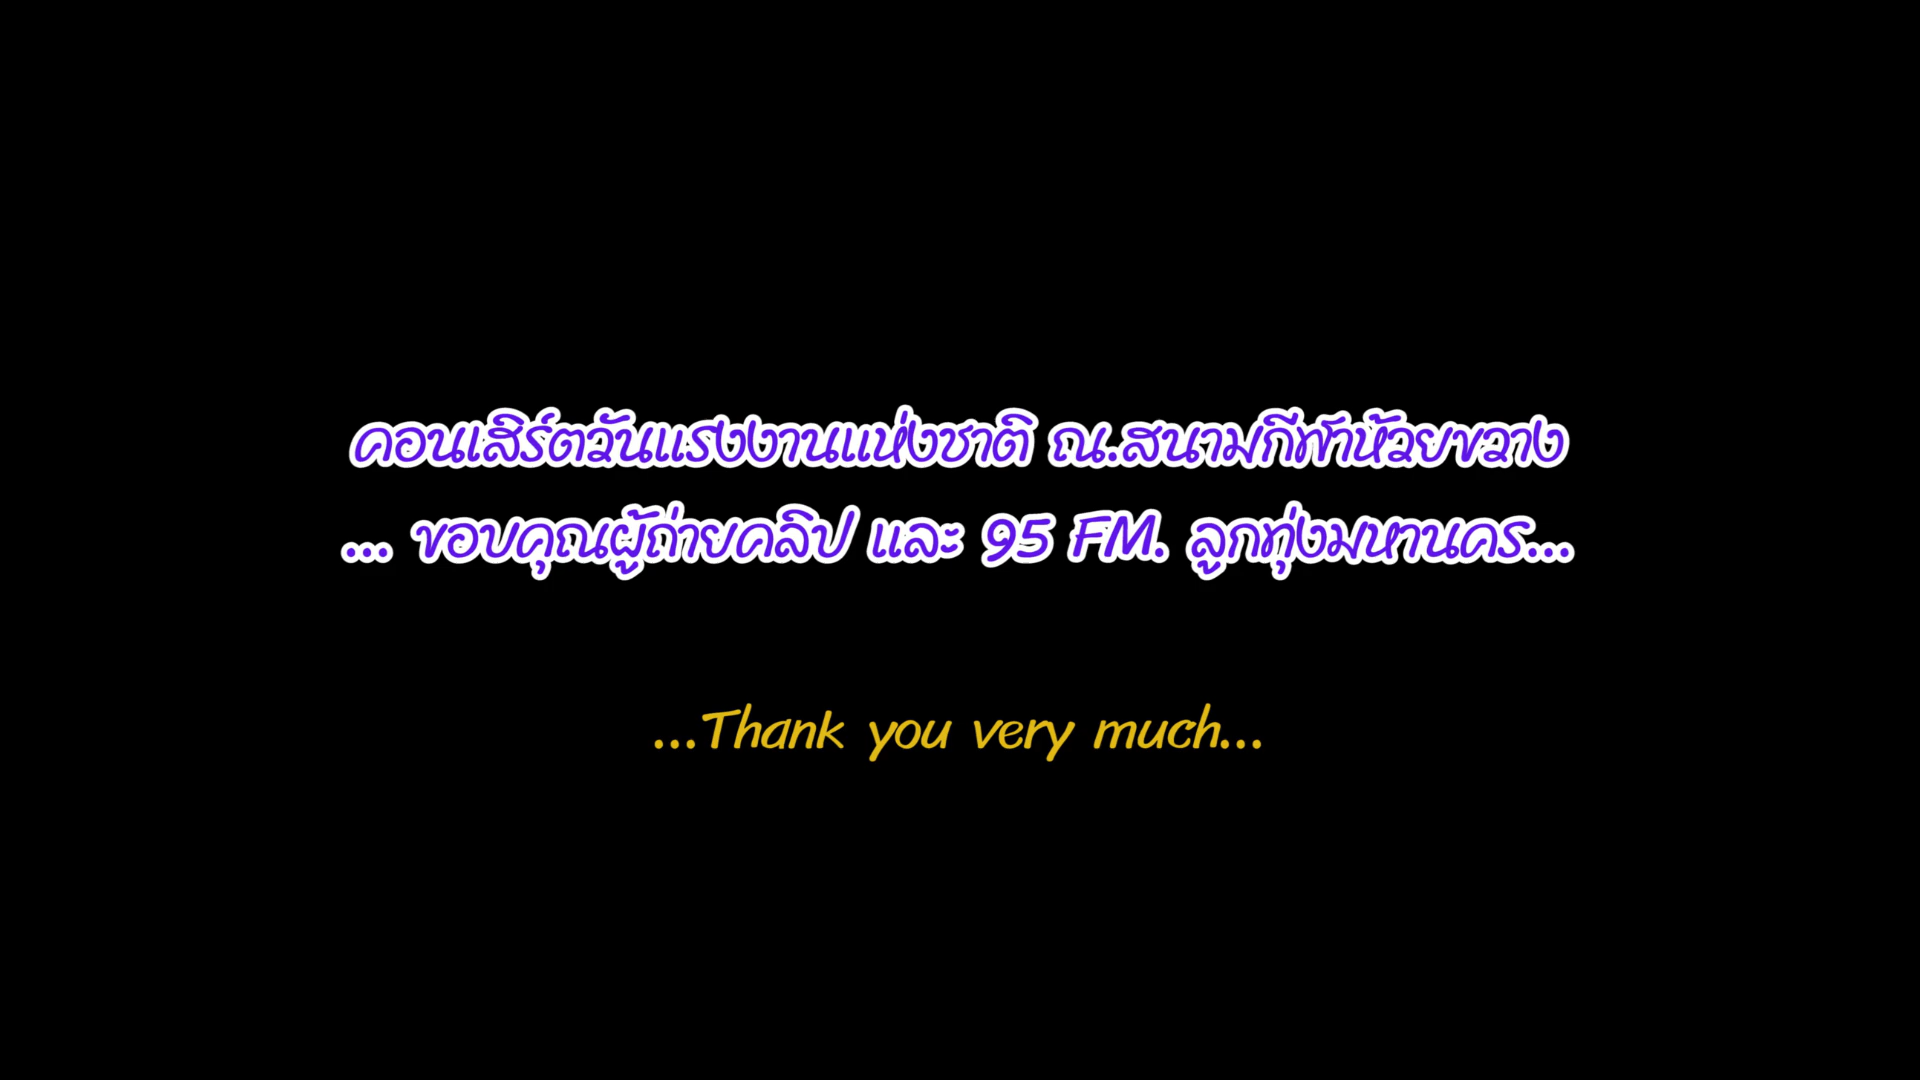 คอนเสิร์ตวันแรงงานแห่งชาติ ณ.สนามกีฬาห้วยขวาง
... ขอบคุณผู้ถ่ายคลิป และ 95 FM. ลูกทุ่งมหานคร...
...Thank you very much...